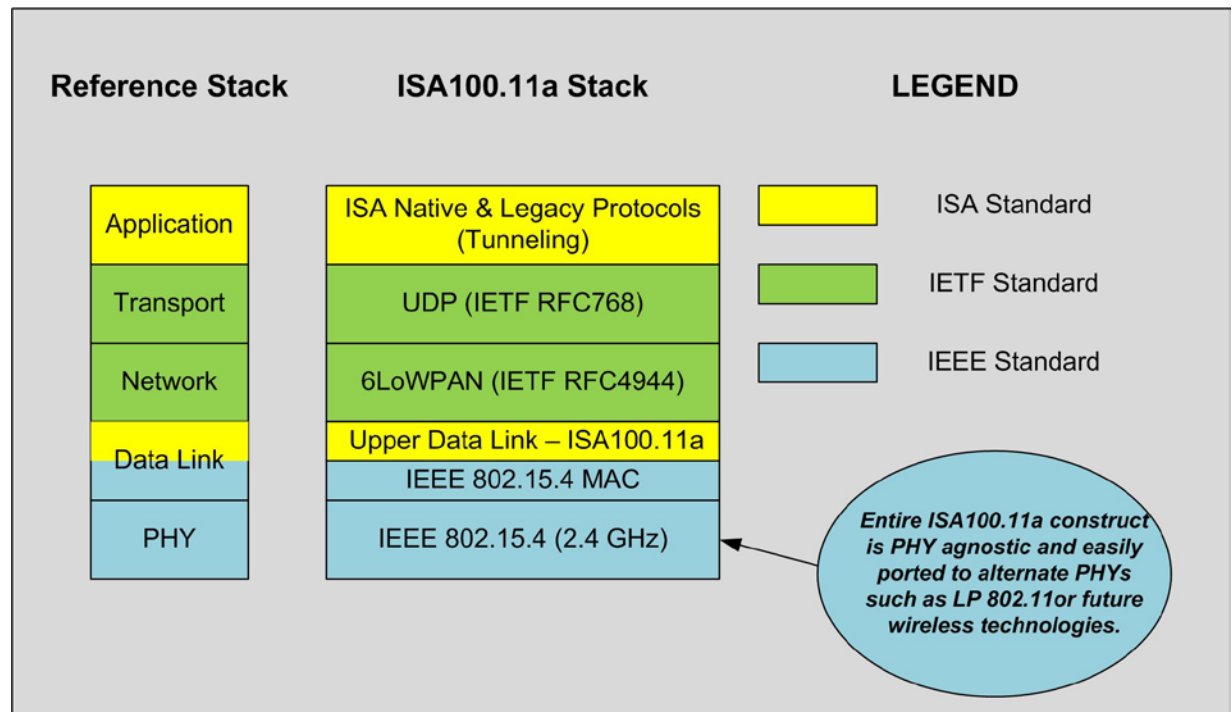 Reference Stack
ISA100.11a Stack
LEGEND
Application
Transport
Network
Data Link
PHY
ISA Native & Legacy Protocols
(Tunneling)
UDP (IETF RFC768)
6LoWPAN (IETF RFC4944)
Upper Data Link – ISA100.11a
IEEE 802.15.4 MAC
IEEE 802.15.4 (2.4 GHz)
ISA Standard
IETF Standard
IEEE Standard
Entire ISA100.11a construct
is PHY agnostic and easily
ported to alternate PHYs
such as LP 802.11or future
wireless technologies.